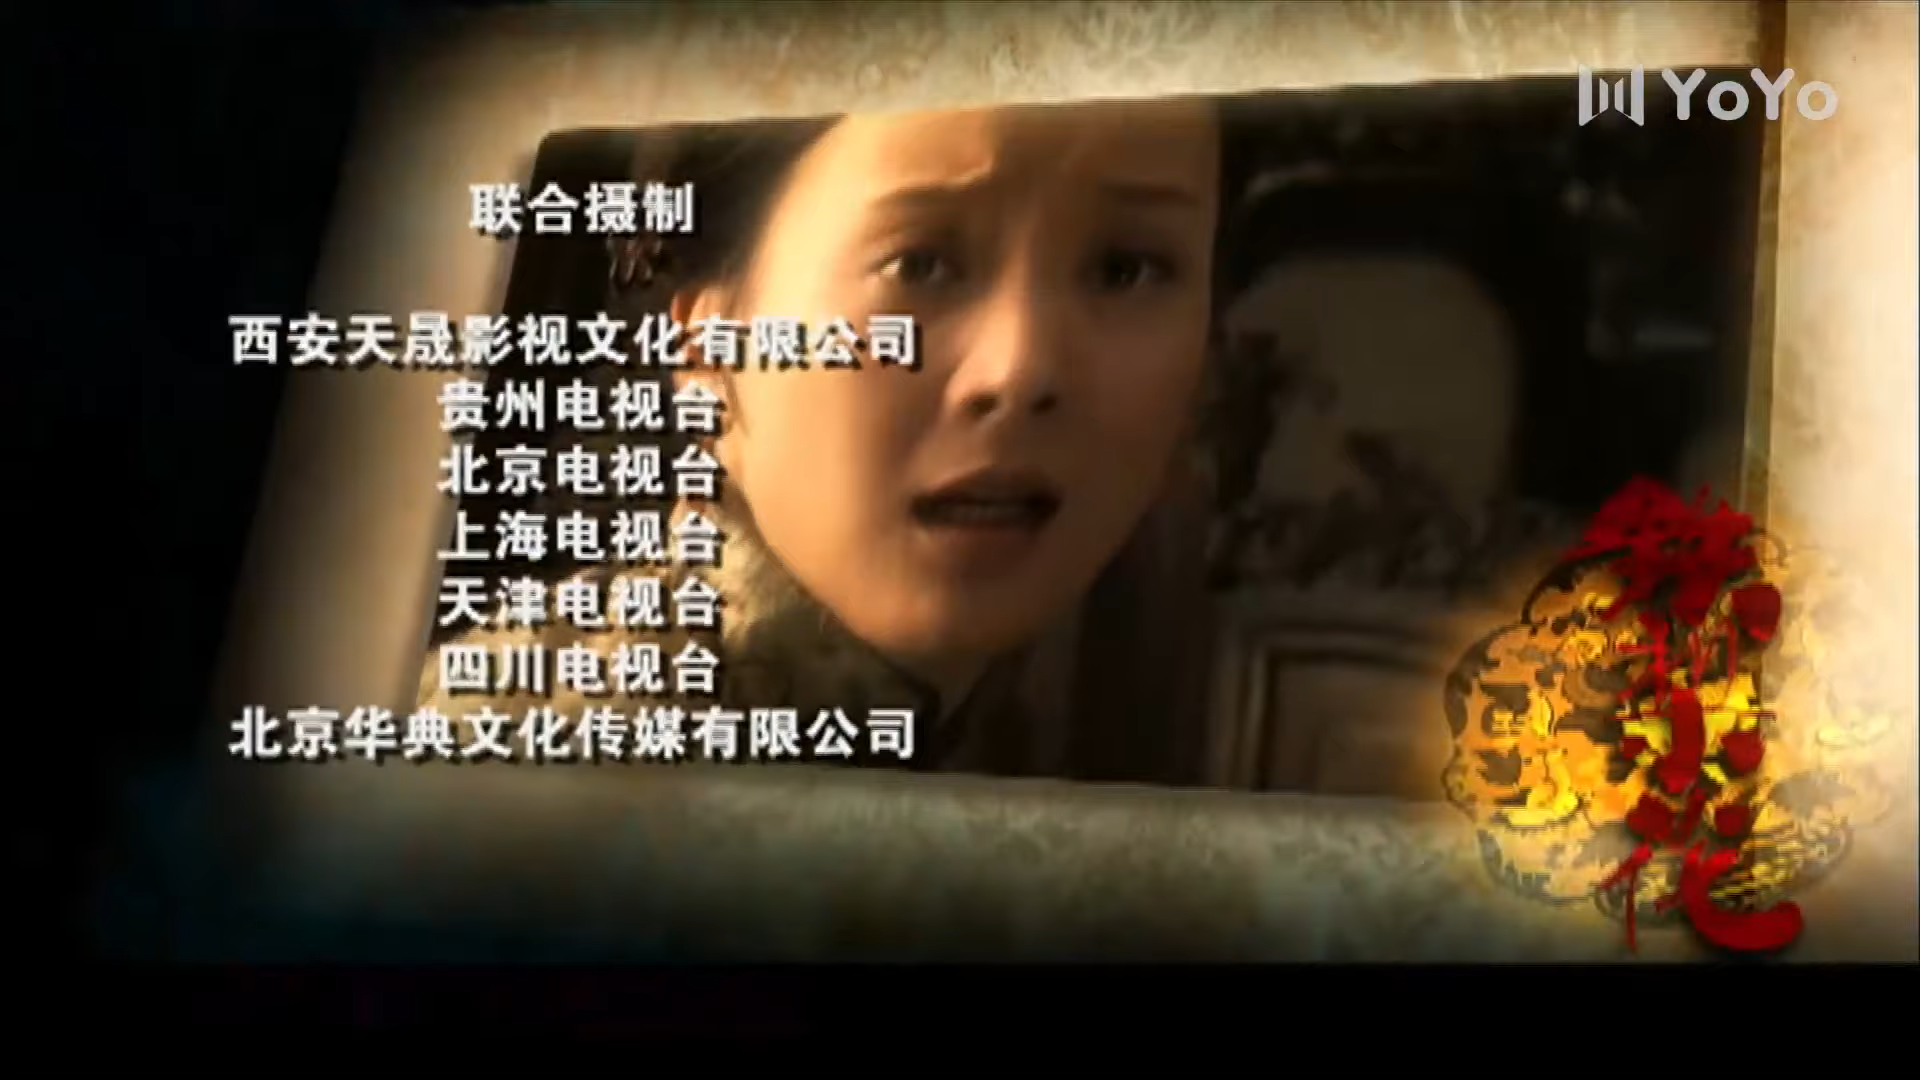 YoYo
联合摄制
西安天晟影视文化有限公司
贵州电视台
北京电视台
上海电视台
天津电视台
四川电视台
北京华典文化传媒有限公司